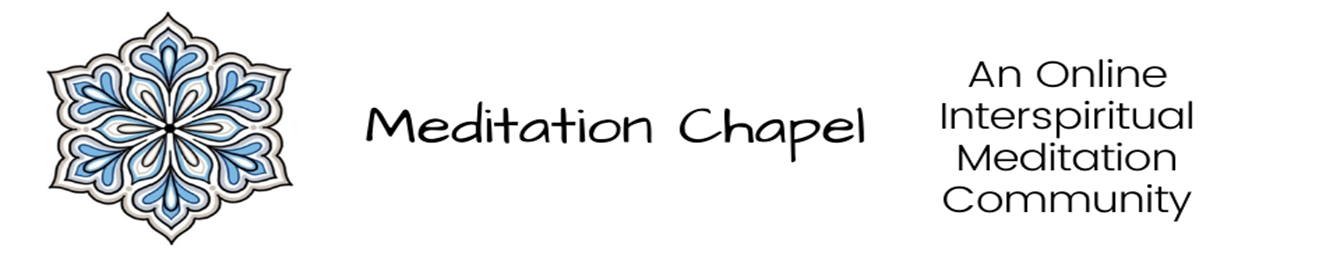 Meditation Chapel
An Online
Interspiritual
Meditation
Community